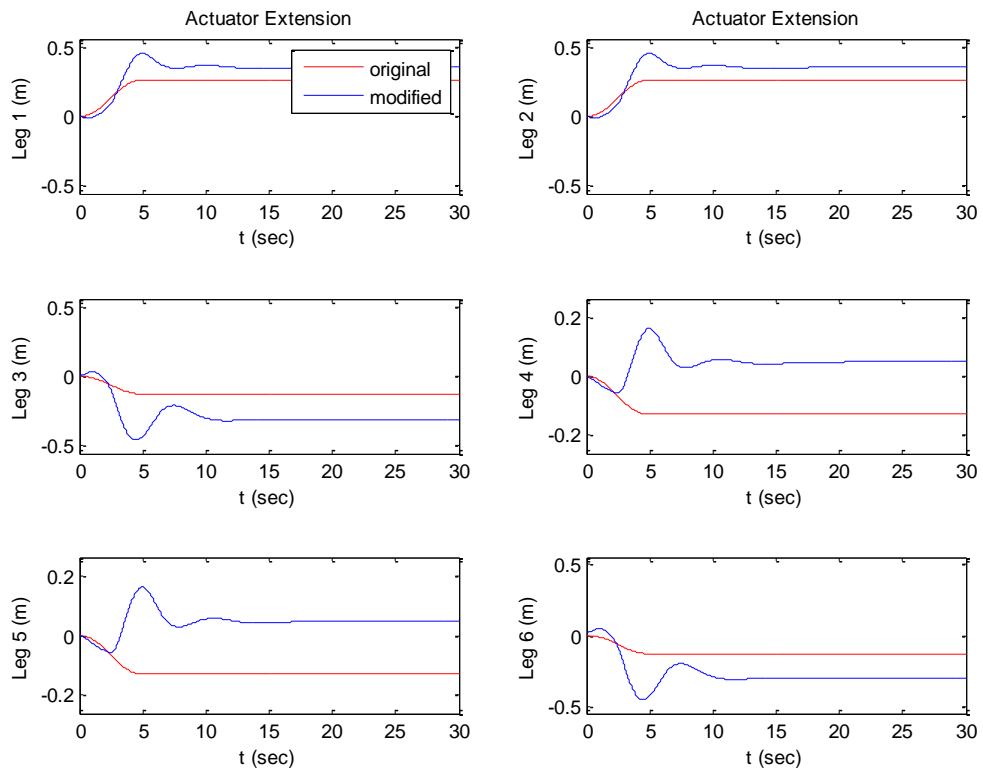 Actuator Extension
0.5
0
-0.5
Leg 1 (m)
original
modified
0 5 10 15 20 25 30
t (sec)
Actuator Extension
0.5
0
-0.5
Leg 2 (m)
0 5 10 15 20 25 30
t (sec)
0.5
0
-0.5
Leg 3 (m)
0 5 10 15 20 25 30
t (sec)
0.2
0
-0.2
Leg 4 (m)
0 5 10 15 20 25 30
t (sec)
0.2
0
-0.2
Leg 5 (m)
0 5 10 15 20 25 30
t (sec)
0.5
0
-0.5
Leg 6 (m)
0 5 10 15 20 25 30
t (sec)